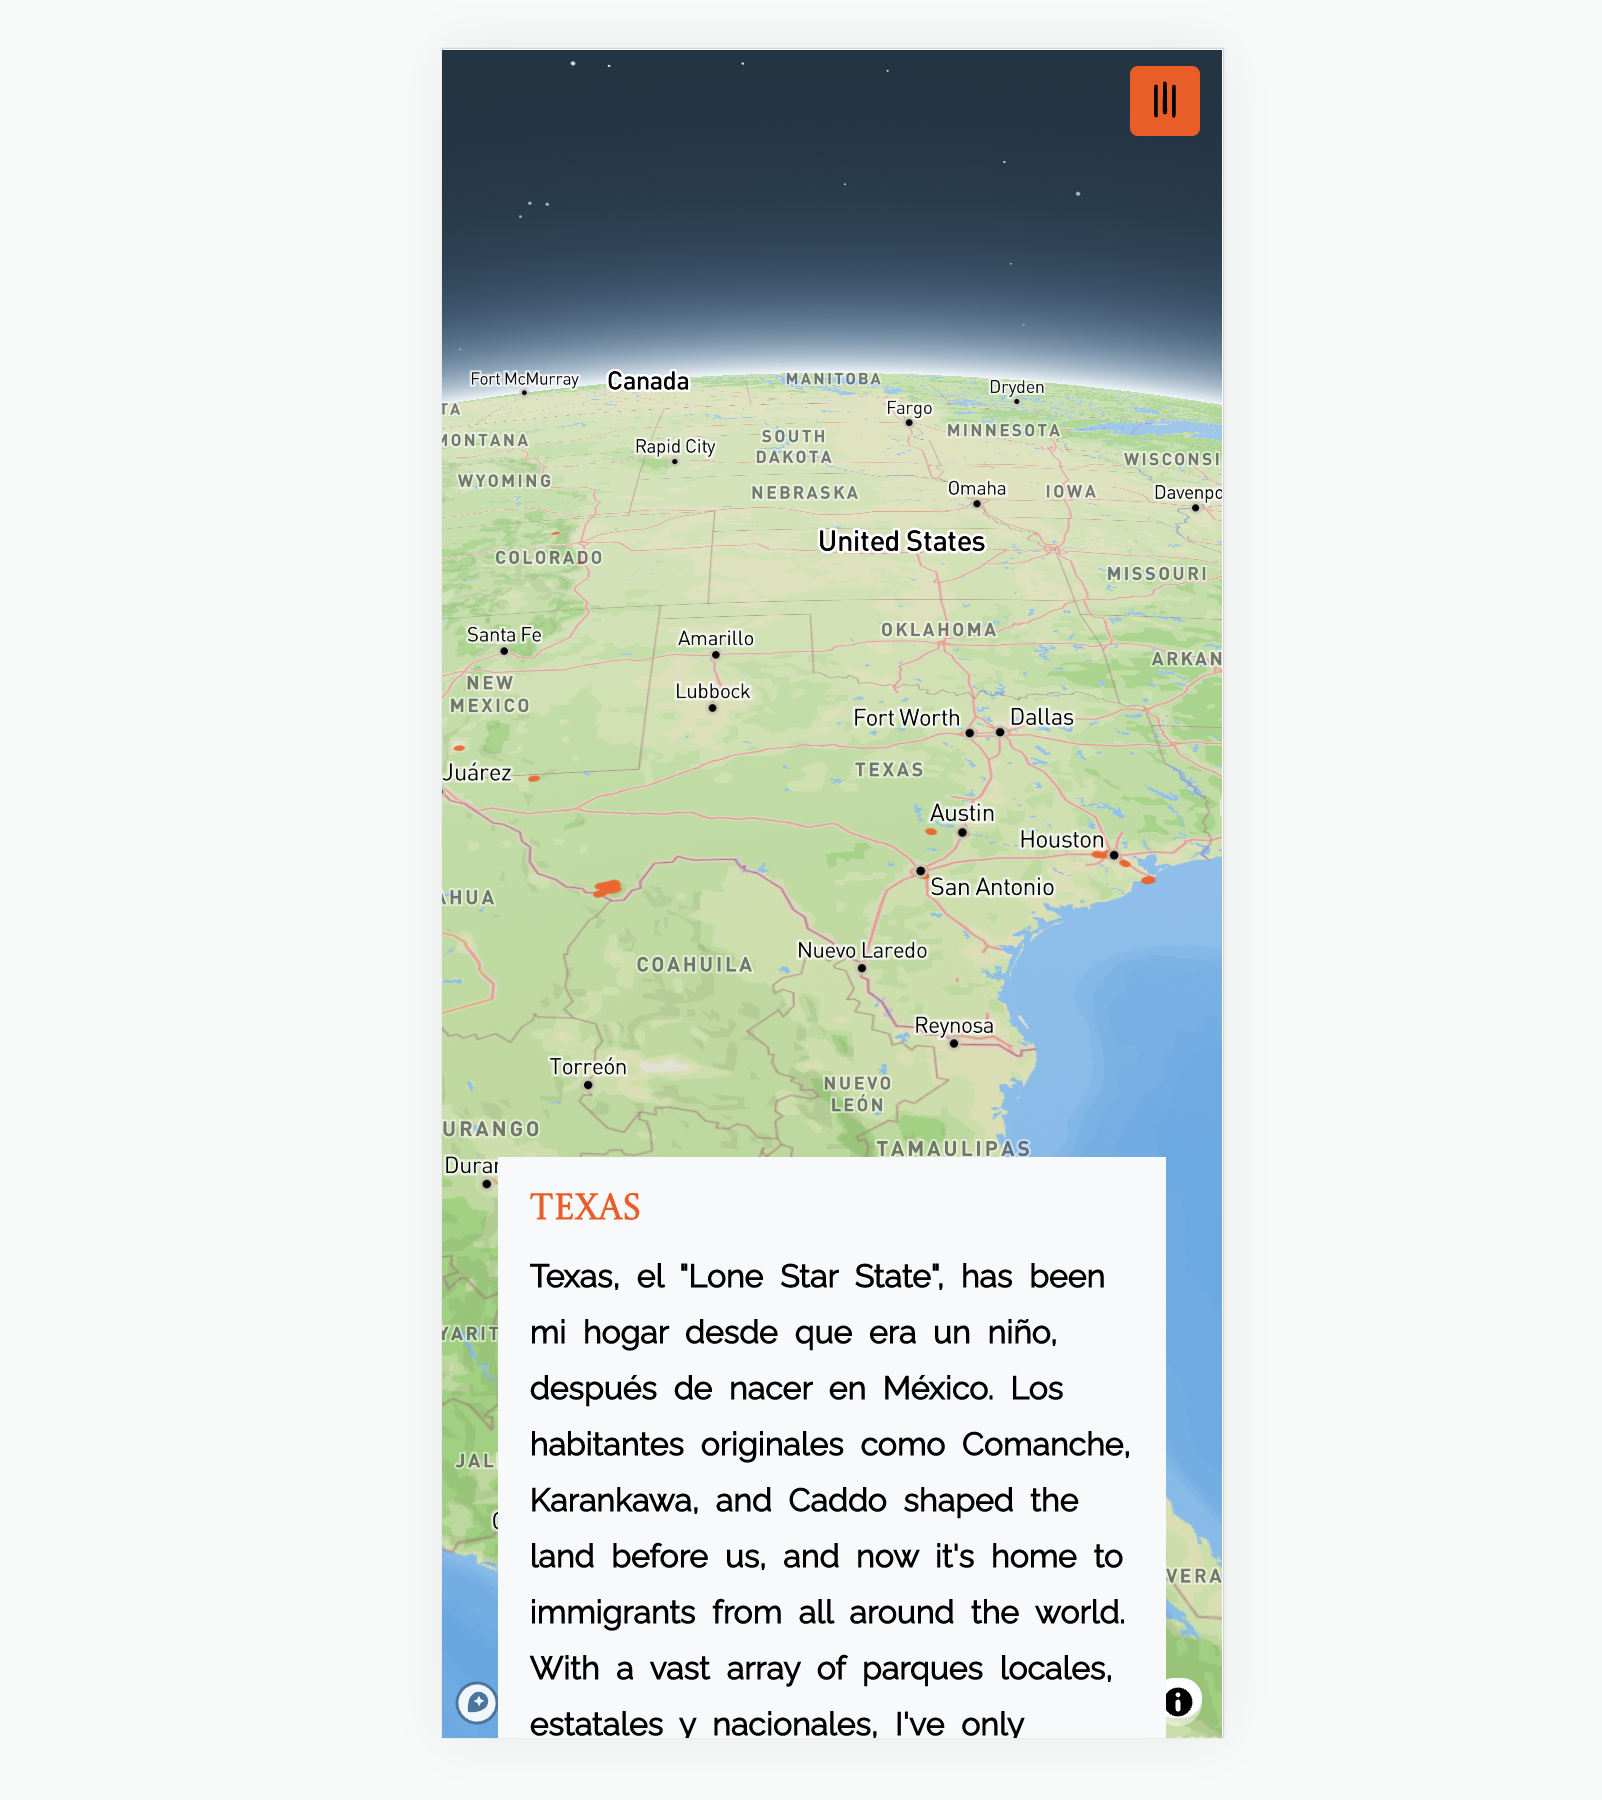 Fort McMurray
Canada
MANITOBA
Dryden
TA
Fargo
MONTANA
SOUTH
DAKOTA
MINNESOTA
Rapid City
WISCONSI
WYOMING
NEBRASKA
Omaha
IOWA
Davenpo
United States
COLORADO
MISSOURI
Santa Fe
Amarillo
OKLAHOMA
ARKAN
NEW
MEXICO
Lubbock
Fort Worth
Dallas
Juárez
TEXAS
Austin
Houston
San Antonio
AHUA
Nuevo Laredo
COAHUILA
Reynosa
Torreón
NUEVO
LEÓN
URANGO
TAMAULIPAS
Duran
TEXAS
Texas, el "Lone Star State", has been
mi hogar desde que era un niño,
después de nacer en México. Los
habitantes originales como Comanche,
Karankawa, and Caddo shaped the
land before us, and now it's home to
immigrants from all around the world.
With a vast array of parques locales,
estatales y nacionales, I've only
YARIT
JAL
VERA